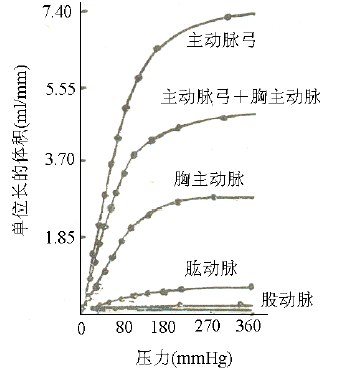 7.40
主动脉弓
5.55
主动脉弓+胸主动脉
3.70
胸主动脉
1.85
肱动脉
股动脉
0
0 80 180 270 360
压力(mmHg)
单位长的体积(ml/mm)